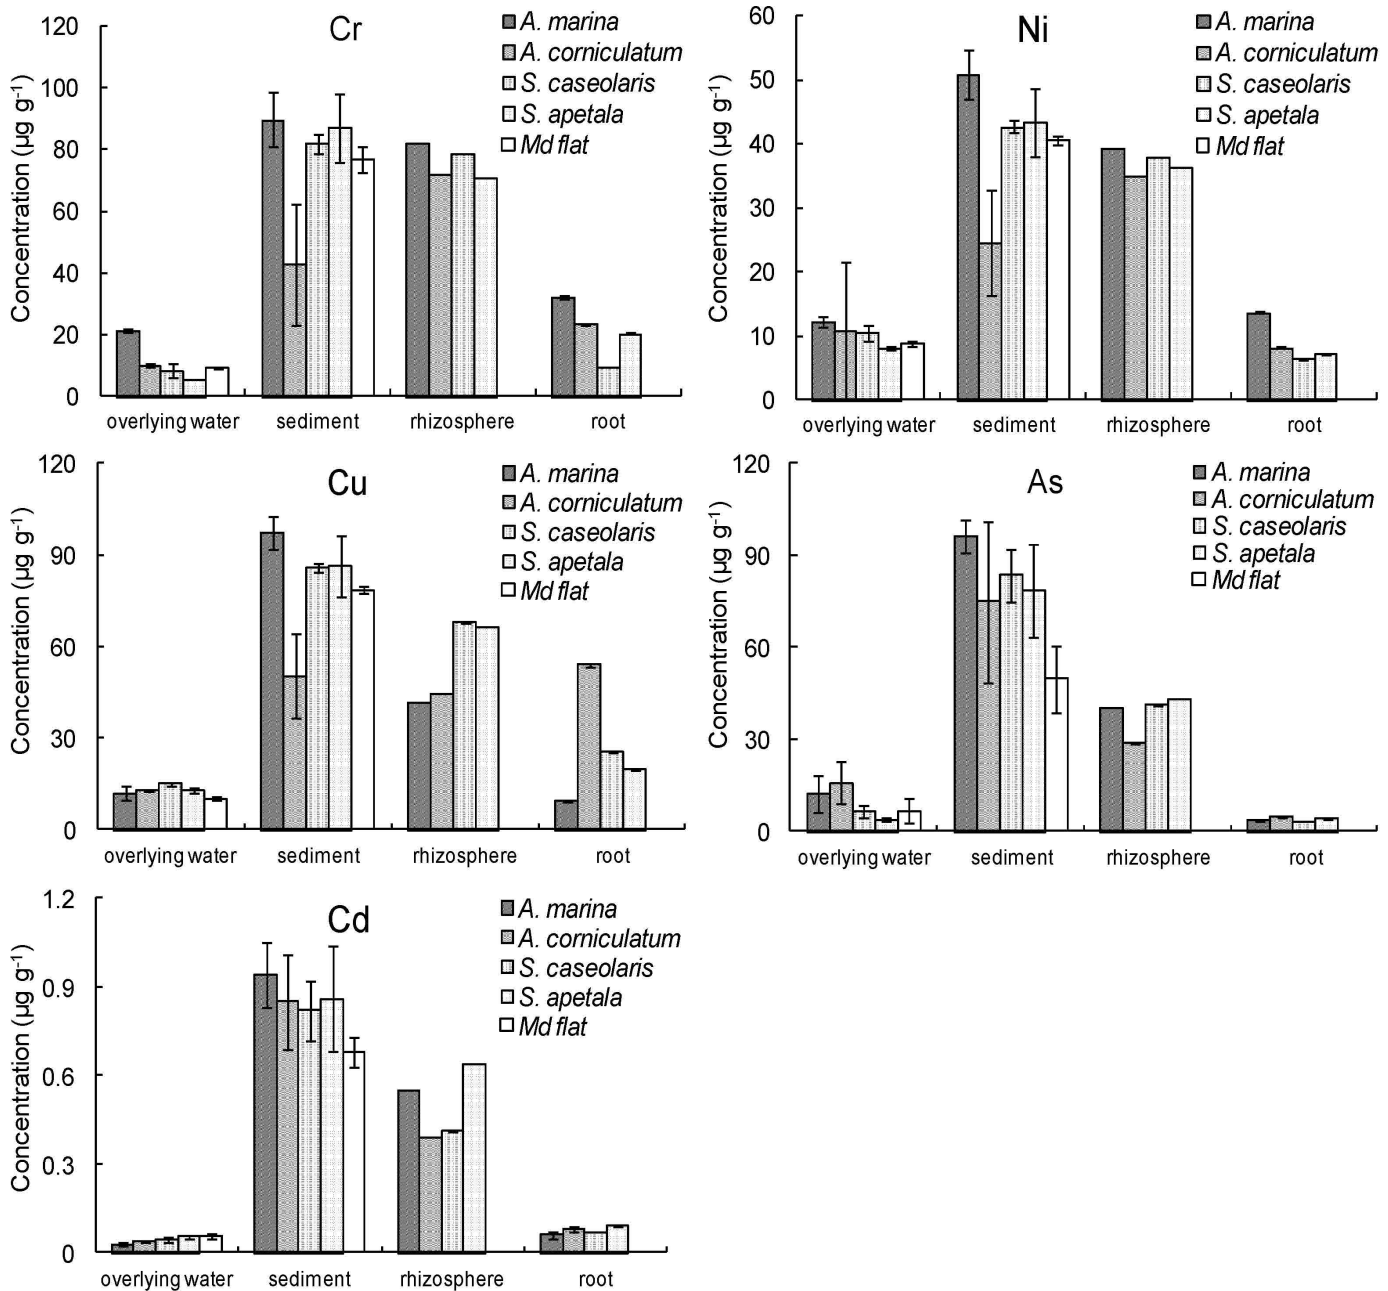 Cr
Concentration (µg g⁻¹)
120
100
80
60
40
20
0
A. marina
A. corniculatum
S. caseolaris
S. apetala
Md flat
overlying water sediment rhizosphere root
Ni
Concentration (µg g⁻¹)
60
50
40
30
20
10
0
A. marina
A. corniculatum
S. caseolaris
S. apetala
Md flat
overlying water sediment rhizosphere root
Cu
Concentration (µg g⁻¹)
120
90
60
30
0
A. marina
A. corniculatum
S. caseolaris
S. apetala
Md flat
overlying water sediment rhizosphere root
As
Concentration (µg g⁻¹)
120
90
60
30
0
A. marina
A. corniculatum
S. caseolaris
S. apetala
Md flat
overlying water sediment rhizosphere root
Cd
Concentration (µg g⁻¹)
1.2
0.9
0.6
0.3
0
A. marina
A. corniculatum
S. caseolaris
S. apetala
Md flat
overlying water sediment rhizosphere root